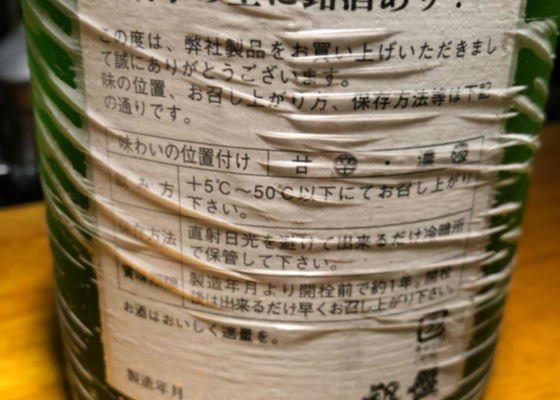 この度は、弊社製品をお買い上げいただきまし
て誠にありがとうございます。
味の位置、お召し上がり方、保存方法等は下記
の通りです。
味わいの位置付け 甘 辛 ・ 濃
飲み方 +5℃〜50℃以下にてお召し上がり
下さい。
保存方法 直射日光を避けて出来るだけ冷暗所
で保管して下さい。
賞味期間 製造年月より開栓前で約1年。開栓
後は出来るだけ早くお召し上がり下さい。
お酒はおいしく適量を。
製造年月